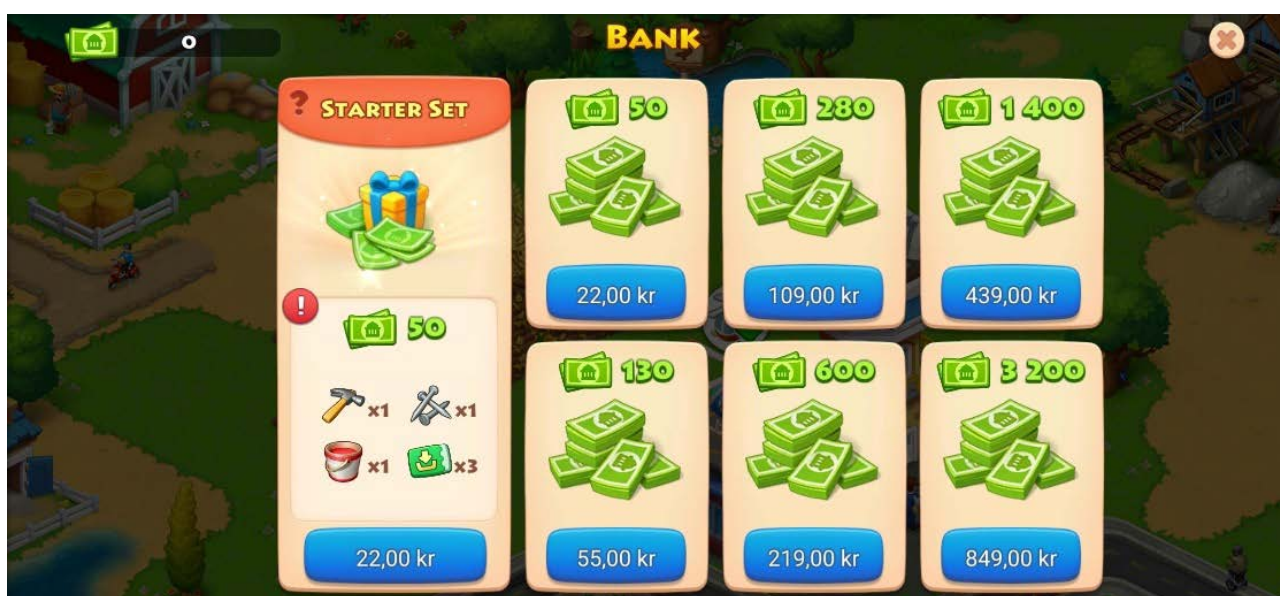 0
BANK
? STARTER SET
50
x1
x1
x1
x3
22,00 kr
50
22,00 kr
280
109,00 kr
1 400
439,00 kr
130
55,00 kr
600
219,00 kr
3 200
849,00 kr